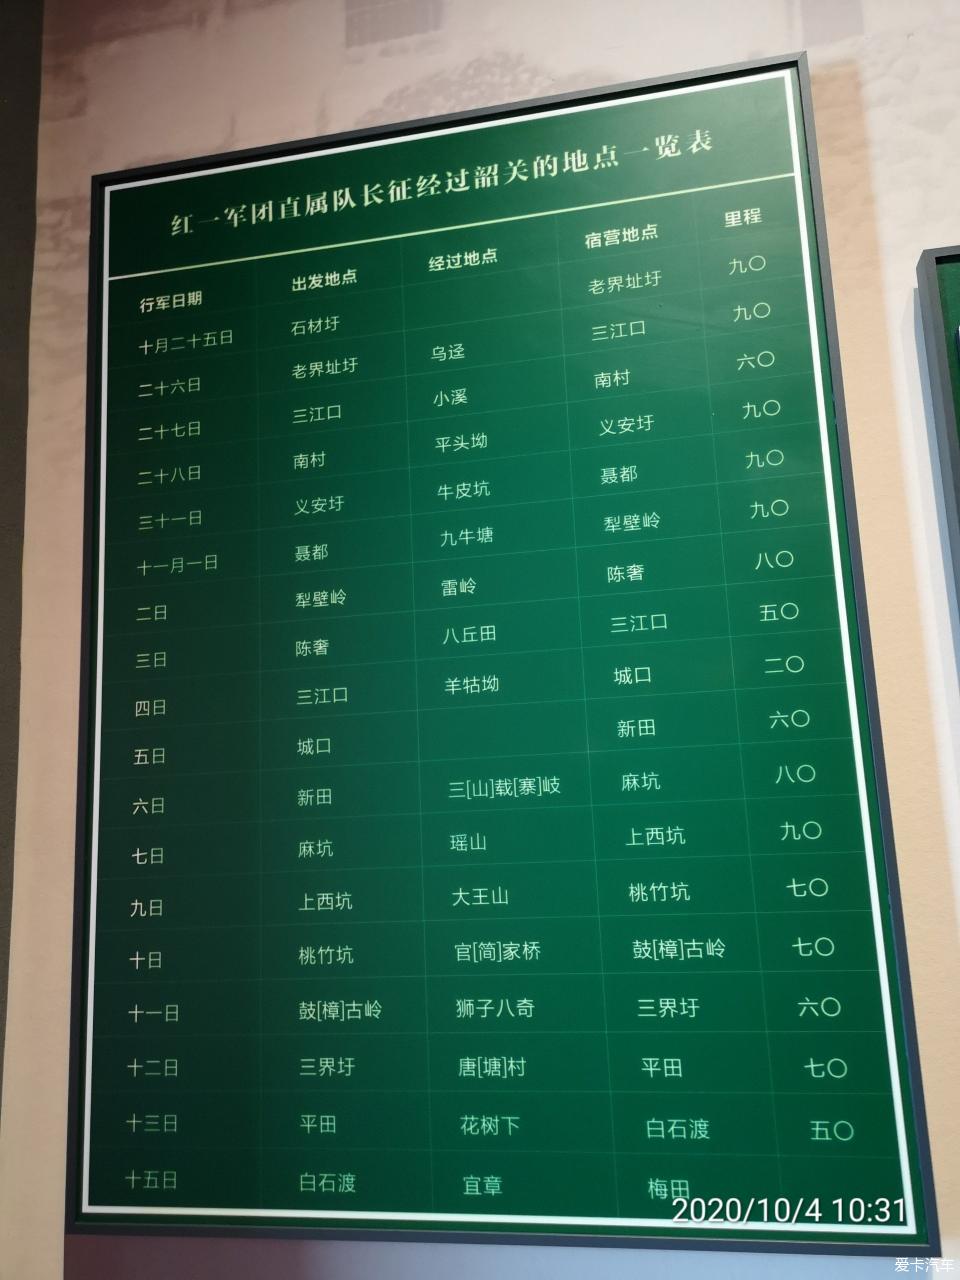 红一军团直属队长征经过韶关的地点一览表
行军日期 出发地点 经过地点 宿营地点 里程
十月二十五日 石材圩 老界址圩 九〇
二十六日 老界址圩 乌迳 三江口 九〇
二十七日 三江口 小溪 南村 六〇
二十八日 南村 平头坳 义安圩 九〇
三十一日 义安圩 牛皮坑 聂都 九〇
十一月一日 聂都 九牛塘 犁壁岭 九〇
二日 犁壁岭 雷岭 陈奢 八〇
三日 陈奢 八丘田 三江口 五〇
四日 三江口 羊牯坳 城口 二〇
五日 城口 新田 六〇
六日 新田 三[山]载[寨]岐 麻坑 八〇
七日 麻坑 瑶山 上西坑 九〇
九日 上西坑 大王山 桃竹坑 七〇
十日 桃竹坑 官[简]家桥 鼓[樟]古岭 七〇
十一日 鼓[樟]古岭 狮子八奇 三界圩 六〇
十二日 三界圩 唐[塘]村 平田 七〇
十三日 平田 花树下 白石渡 五〇
十五日 白石渡 宜章 梅田
2020/10/4 10:31
爱卡汽车